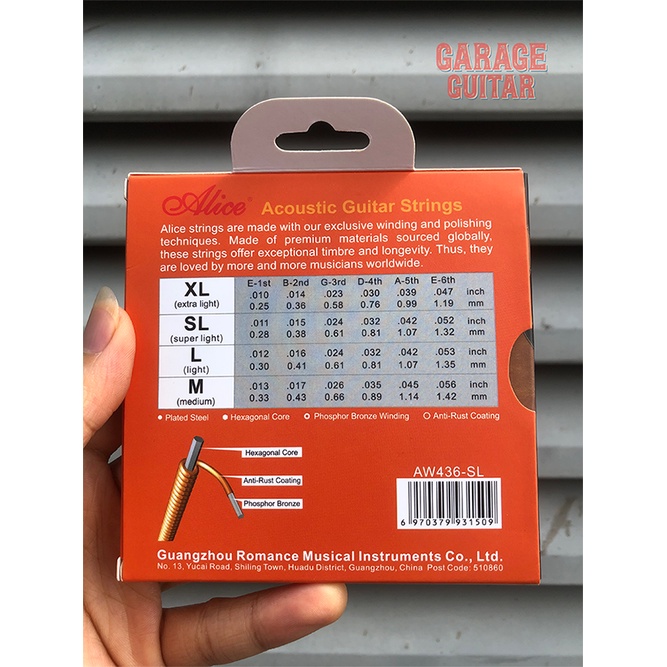 GARAGE
GUITAR
Alice® Acoustic Guitar Strings
Alice strings are made with our exclusive winding and polishing
techniques. Made of premium materials sourced globally,
these strings offer exceptional timbre and longevity. Thus, they
are loved by more and more musicians worldwide.
E-1st B-2nd G-3rd D-4th A-5th E-6th
XL .010 .014 .023 .030 .039 .047 inch
(extra light) 0.25 0.36 0.58 0.76 0.99 1.19 mm
SL .011 .015 .024 .032 .042 .052 inch
(super light) 0.28 0.38 0.61 0.81 1.07 1.32 mm
L .012 .016 .024 .032 .042 .053 inch
(light) 0.30 0.41 0.61 0.81 1.07 1.35 mm
M .013 .017 .026 .035 .045 .056 inch
(medium) 0.33 0.43 0.66 0.89 1.14 1.42 mm
Plated Steel Hexagonal Core Phosphor Bronze Winding Anti-Rust Coating
Hexagonal Core
Anti-Rust Coating
Phosphor Bronze
AW436-SL
6 970379 931509
Guangzhou Romance Musical Instruments Co., Ltd.
No. 13, Yucai Road, Shiling Town, Huadu District, Guangzhou, China Post Code: 510860